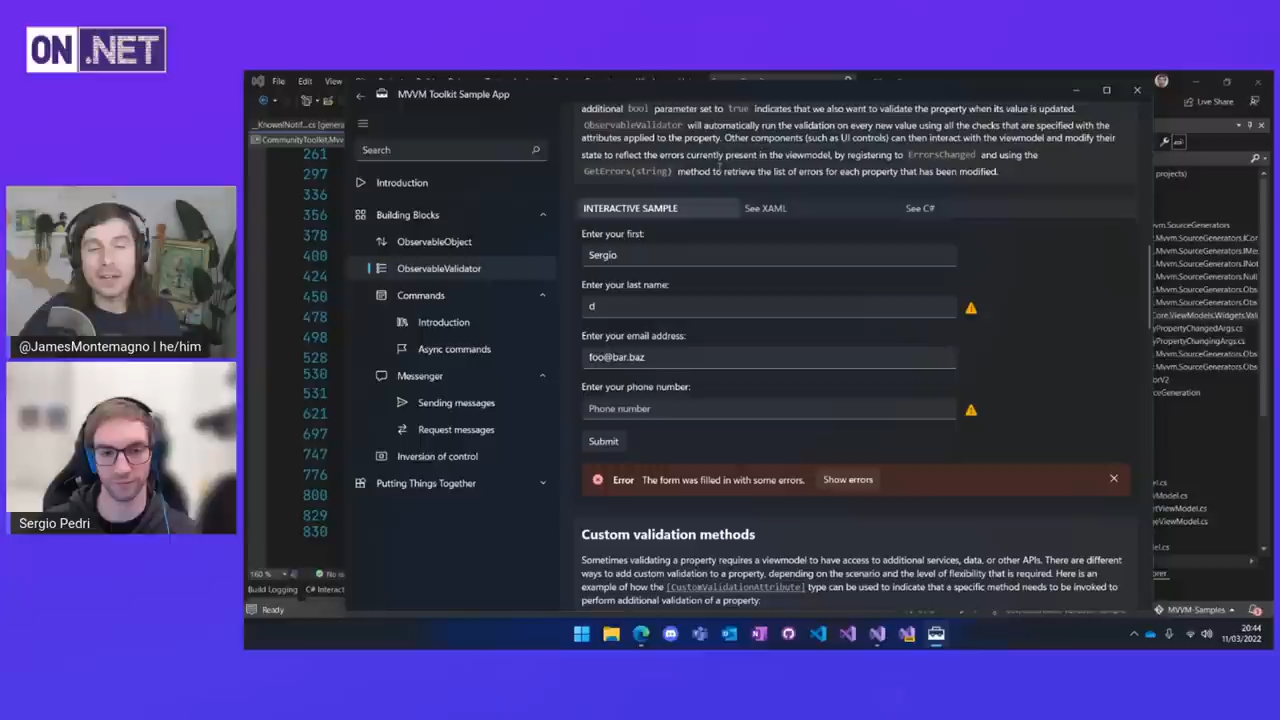 ON .NET
File Edit View
MVVM Toolkit Sample App
Live Share
Search
Introduction
Building Blocks
ObservableObject
ObservableValidator
Commands
Introduction
Async commands
Messenger
Sending messages
Request messages
Inversion of control
Putting Things Together
additional bool parameter set to true indicates that we also want to validate the property when its value is updated.
ObservableValidator will automatically run the validation on every new value using all the checks that are specified with the
attributes applied to the property. Other components (such as UI controls) can then interact with the viewmodel and modify their
state to reflect the errors currently present in the viewmodel, by registering to ErrorsChanged and using the
GetErrors(string) method to retrieve the list of errors for each property that has been modified.
INTERACTIVE SAMPLE See XAML See C#
Enter your first:
Sergio
Enter your last name:
d
Enter your email address:
foo@bar.baz
Enter your phone number:
Phone number
Submit
Error The form was filled in with some errors. Show errors
Custom validation methods
Sometimes validating a property requires a viewmodel to have access to additional services, data, or other APIs. There are different
ways to add custom validation to a property, depending on the scenario and the level of flexibility that is required. Here is an
example of how the [CustomValidationAttribute] type can be used to indicate that a specific method needs to be invoked to
perform additional validation of a property:
261
297
336
356
378
400
424
450
478
498
528
530
531
621
697
747
776
800
829
830
160 %
Build Logging
Ready
projects)
MVVM-Samples
20:44
11/03/2022
@JamesMontemagno | he/him
Sergio Pedri